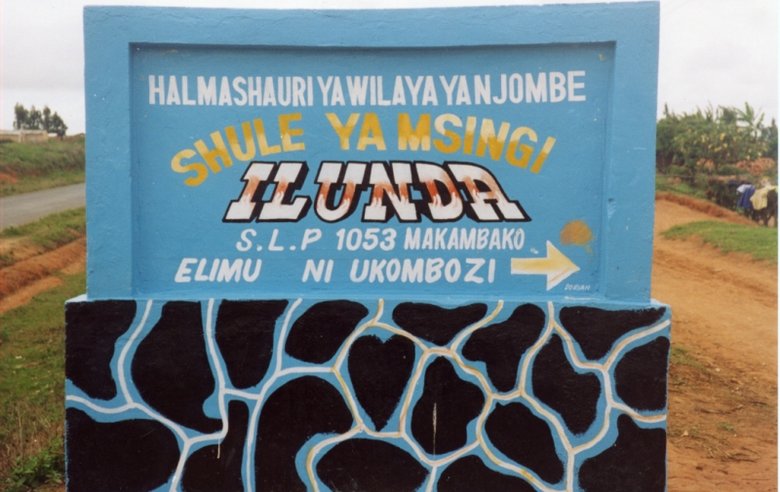 HALMASHAURI YA WILAYA YA NJOMBE
SHULE YA MSINGI
ILUNDA
S.L.P 1053 MAKAMBAKO
ELIMU NI UKOMBOZI